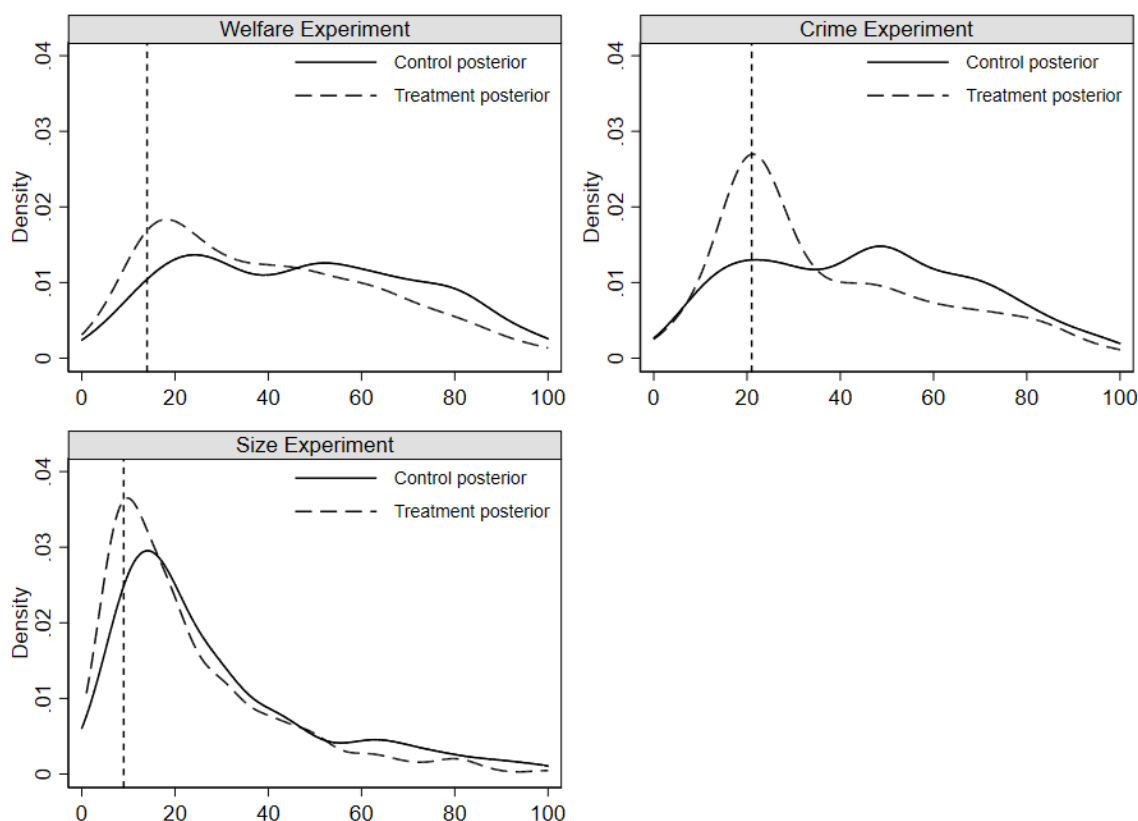 Welfare Experiment
Control posterior
Treatment posterior
Density
0
.01
.02
.03
.04
0 20 40 60 80 100
Crime Experiment
Control posterior
Treatment posterior
Density
0
.01
.02
.03
.04
0 20 40 60 80 100
Size Experiment
Control posterior
Treatment posterior
Density
0
.01
.02
.03
.04
0 20 40 60 80 100